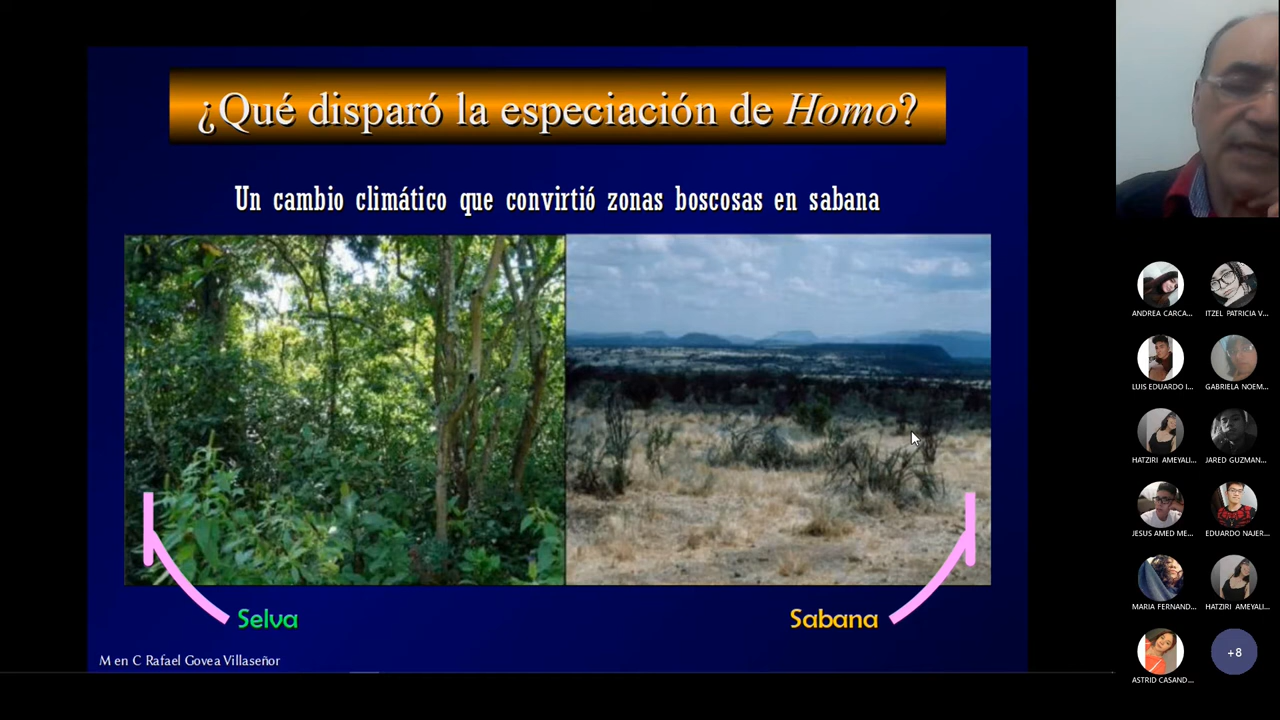 ¿Qué disparó la especiación de Homo?
Un cambio climático que convirtió zonas boscosas en sabana
Selva
Sabana
M en C Rafael Govea Villaseñor
ANDREA CARCA...
ITZEL PATRICIA V...
LUIS EDUARDO I...
GABRIELA NOEM...
HATZIRI AMEYALI...
JARED GUZMAN...
JESUS AMED ME...
EDUARDO NAJER...
MARIA FERNAND...
HATZIRI AMEYALI...
ASTRID CASAND...
+8